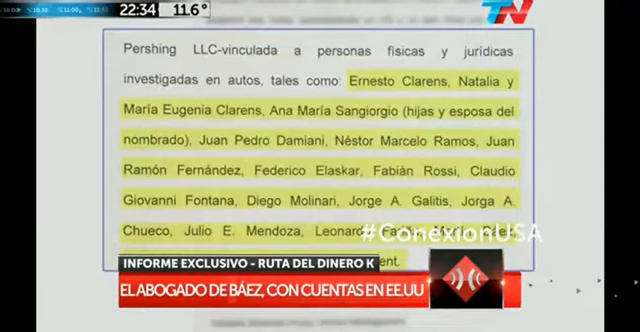 22:34 11.6°
TN
Pershing LLC-vinculada a personas físicas y jurídicas
investigadas en autos, tales como: Ernesto Clarens, Natalia y
María Eugenia Clarens, Ana María Sangiorgio (hijas y esposa del
nombrado), Juan Pedro Damiani, Néstor Marcelo Ramos, Juan
Ramón Fernández, Federico Elaskar, Fabián Rossi, Claudio
Giovanni Fontana, Diego Molinari, Jorge A. Galitis, Jorga A.
Chueco, Julio E. Mendoza,
#ConexionUSA
INFORME EXCLUSIVO - RUTA DEL DINERO K
EL ABOGADO DE BÁEZ, CON CUENTAS EN EE.UU